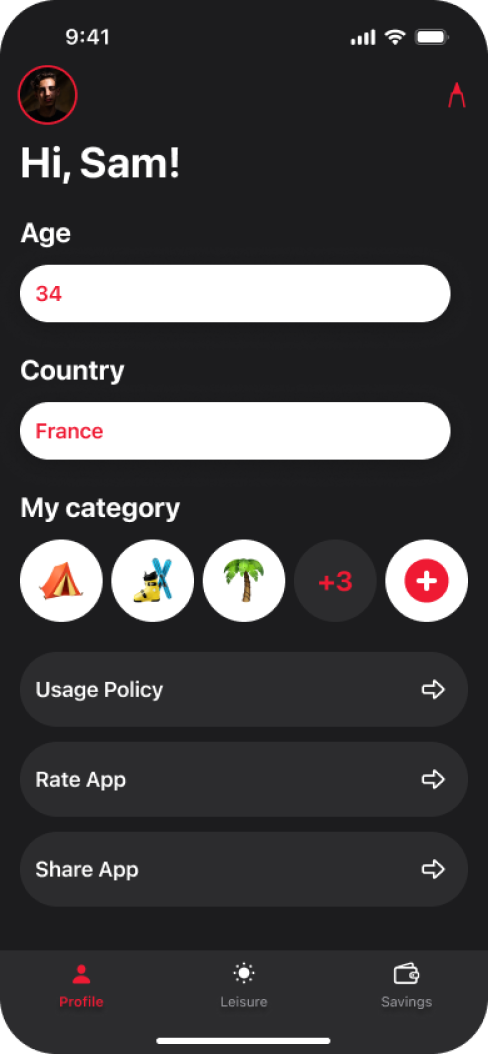 9:41
Hi, Sam!
Age
34
Country
France
My category
+3
Usage Policy
Rate App
Share App
Profile
Leisure
Savings